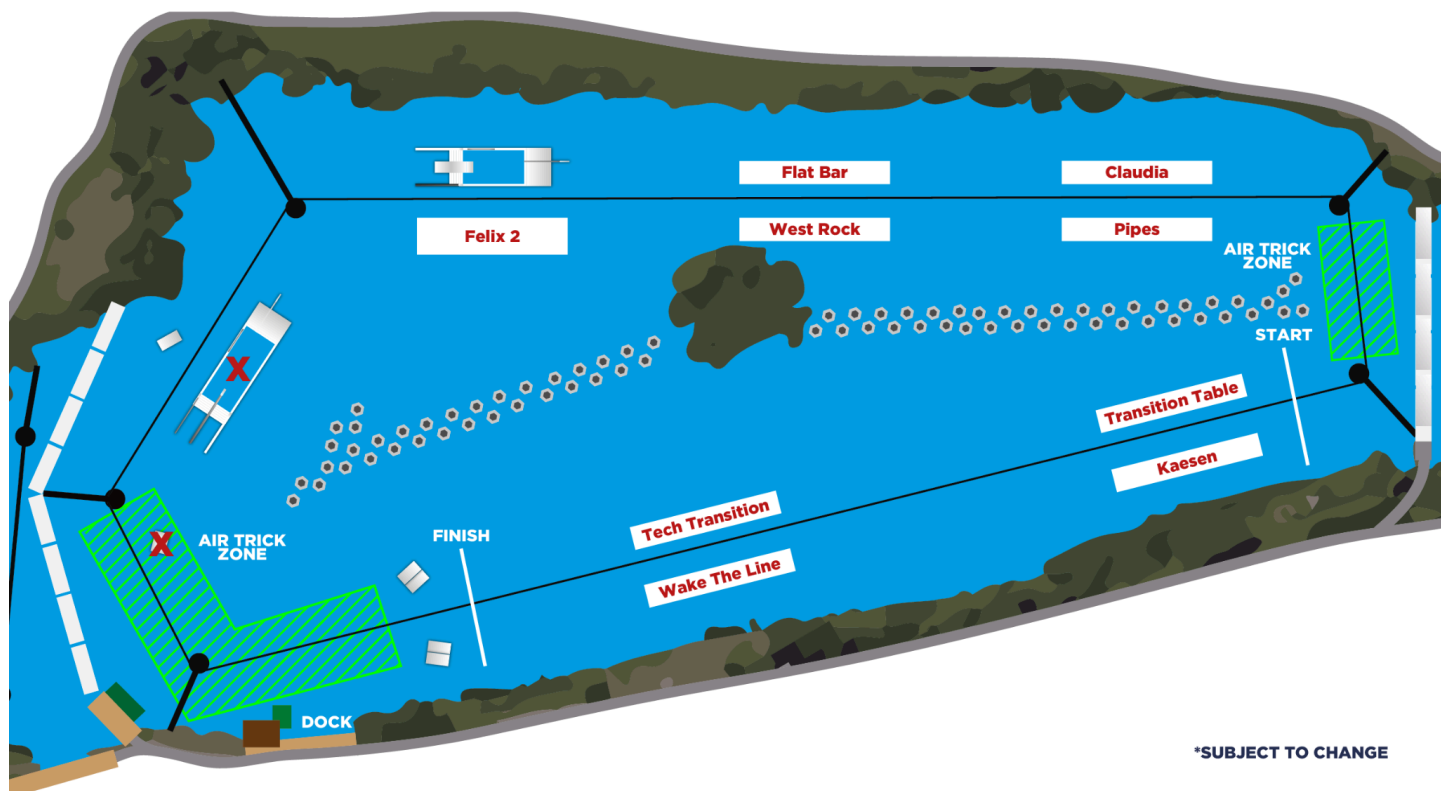 Flat Bar
Claudia
Felix 2
West Rock
Pipes
AIR TRICK
ZONE
START
Transition Table
Kaesen
X
Tech Transition
Wake The Line
FINISH
X
AIR TRICK
ZONE
DOCK
*SUBJECT TO CHANGE